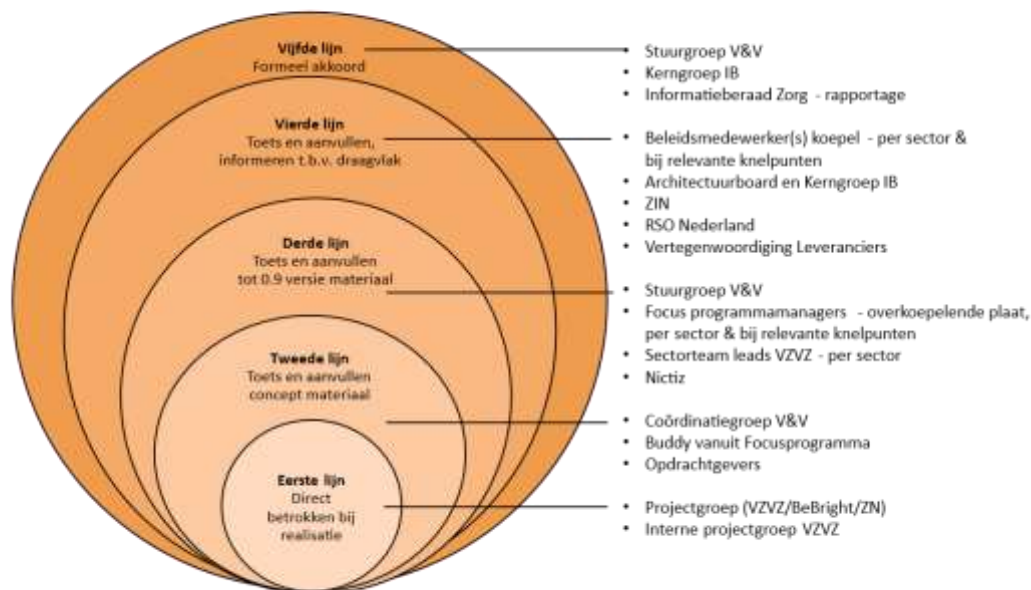 Vijfde lijn
Formeel akkoord
• Stuurgroep V&V
• Kerngroep IB
• Informatieberaad Zorg - rapportage
Vierde lijn
Toets en aanvullen,
informeren t.b.v. draagvlak
• Beleidsmedewerker(s) koepel - per sector &
bij relevante knelpunten
• Architectuurboard en Kerngroep IB
• ZIN
• RSO Nederland
• Vertegenwoordiging Leveranciers
Derde lijn
Toets en aanvullen
tot 0.9 versie materiaal
• Stuurgroep V&V
• Focus programmamanagers - overkoepelende plaat,
per sector & bij relevante knelpunten
• Sectorteam leads VZVZ - per sector
• Nictiz
Tweede lijn
Toets en aanvullen
concept materiaal
• Coördinatiegroep V&V
• Buddy vanuit Focusprogramma
• Opdrachtgevers
Eerste lijn
Direct
betrokken bij
realisatie
• Projectgroep (VZVZ/BeBright/ZN)
• Interne projectgroep VZVZ